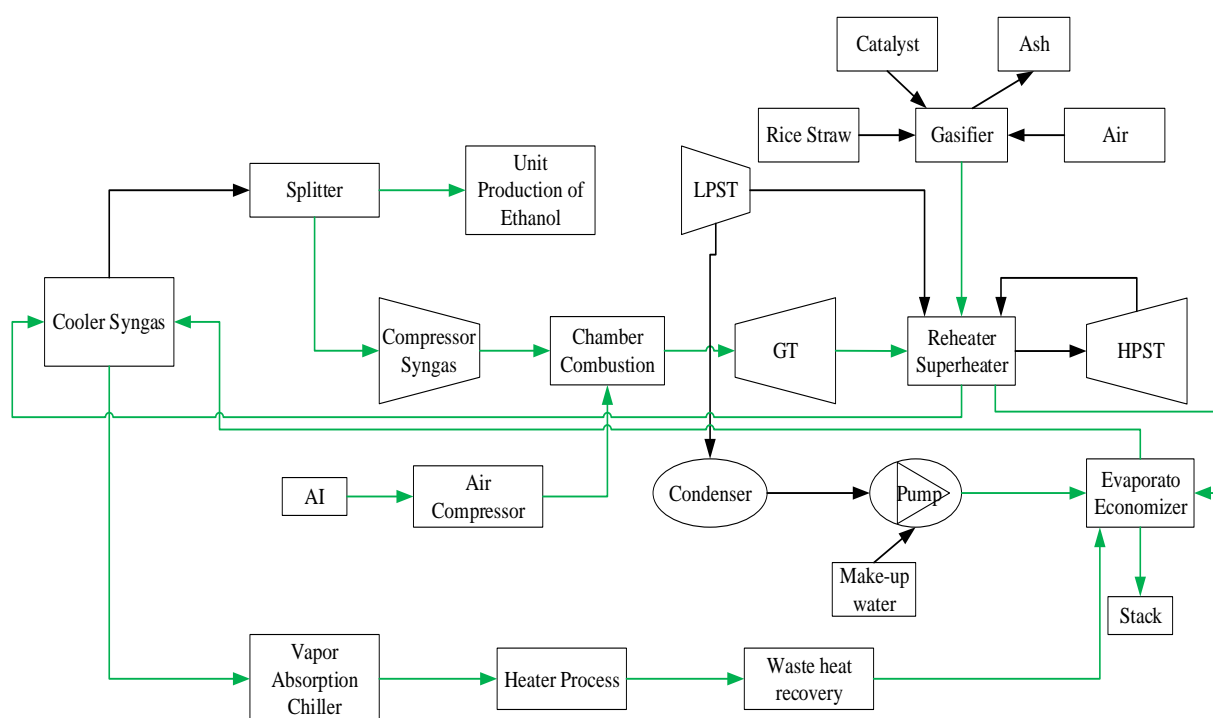 Catalyst
Ash
Rice Straw
Gasifier
Air
Splitter
Unit
Production of
Ethanol
LPST
Cooler Syngas
Compressor
Syngas
Chamber
Combustion
GT
Reheater
Superheater
HPST
AI
Air
Compressor
Condenser
Pump
Evaporato
Economizer
Make-up
water
Stack
Vapor
Absorption
Chiller
Heater Process
Waste heat
recovery